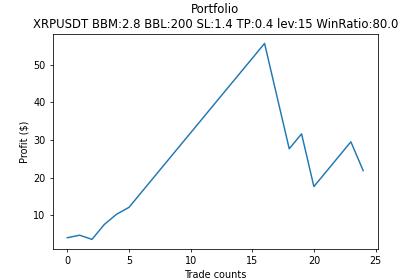 Portfolio
XRPUSDT BBM:2.8 BBL:200 SL:1.4 TP:0.4 lev:15 WinRatio:80.0
Profit ($)
50
40
30
20
10
0
5
10
15
20
25
Trade counts